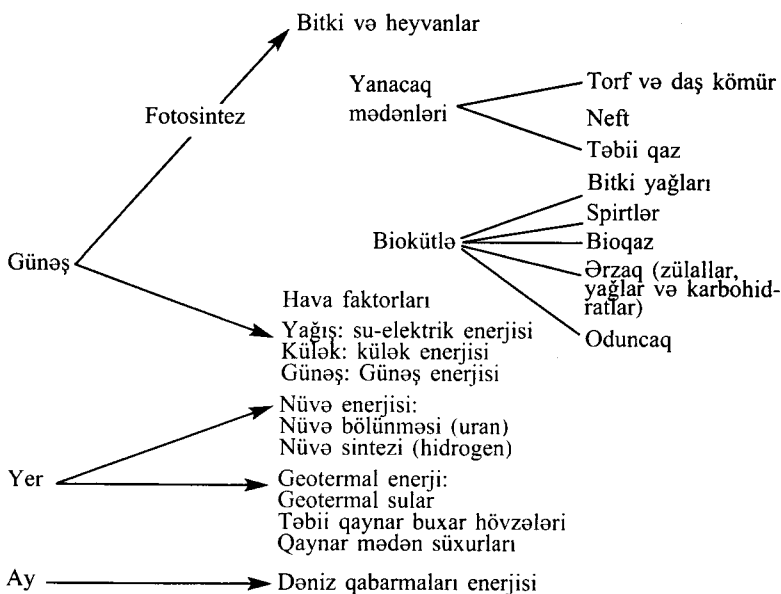 Bitki və heyvanlar
Yanacaq
mədənləri
Torf və daş kömür
Neft
Təbii qaz
Fotosintez
Bitki yağları
Spirtlər
Biokütlə
Bioqaz
Ərzaq (zülallar,
yağlar və karbohid-
ratlar)
Oduncaq
Günəş
Hava faktorları
Yağış: su-elektrik enerjisi
Külək: külək enerjisi
Günəş: Günəş enerjisi
Nüvə enerjisi:
Nüvə bölünməsi (uran)
Nüvə sintezi (hidrogen)
Yer
Geotermal enerji:
Geotermal sular
Təbii qaynar buxar hövzələri
Qaynar mədən süxurları
Ay
Dəniz qabarmaları enerjisi